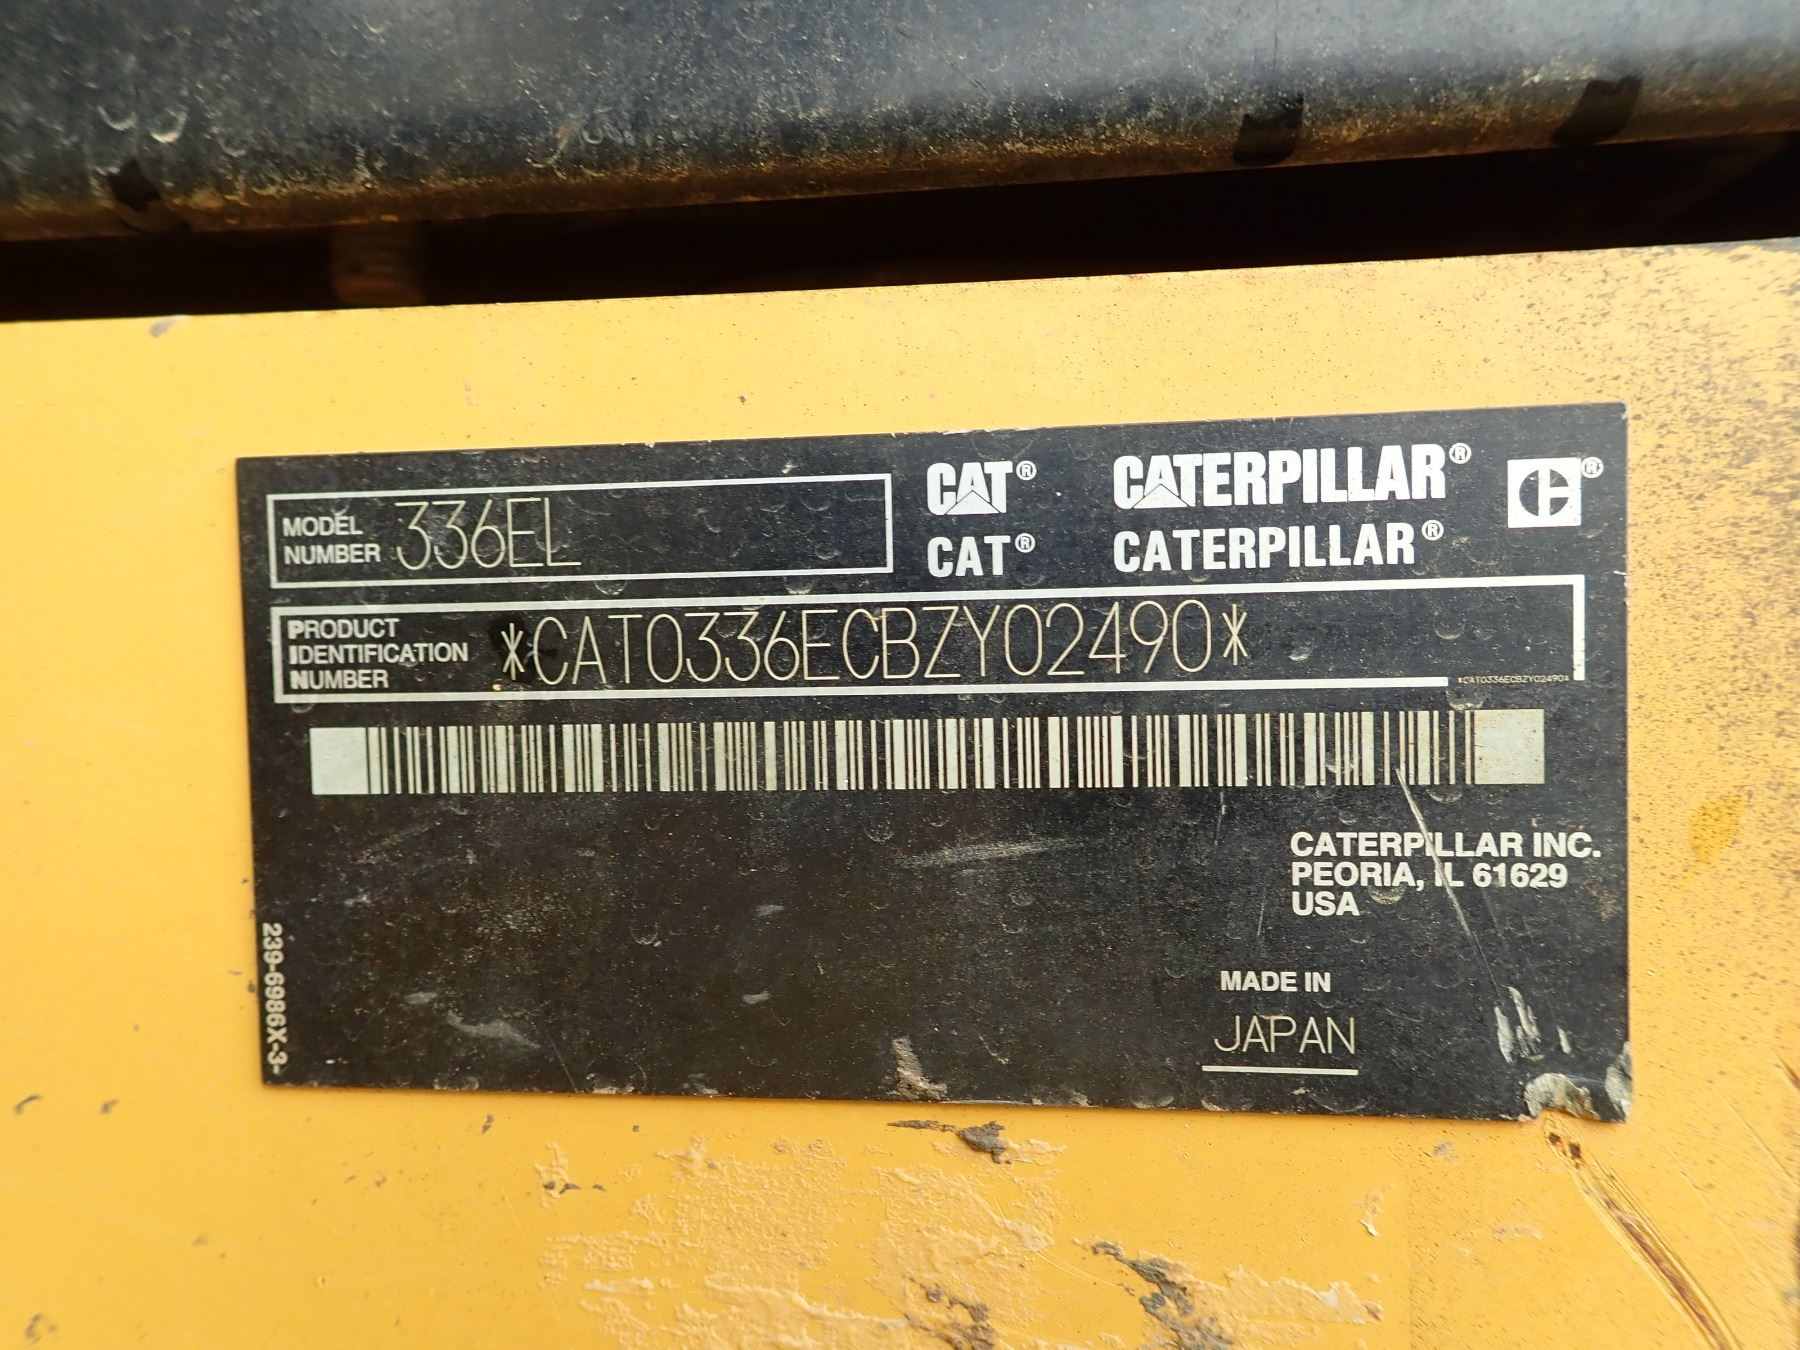 MODEL NUMBER 336EL
CAT® CATERPILLAR® C®
CAT® CATERPILLAR®
PRODUCT
IDENTIFICATION
NUMBER
*CAT0336ECBZY02490*
*CAT0336ECBZY02490*
CATERPILLAR INC.
PEORIA, IL 61629
USA
MADE IN
JAPAN
239-6986X-3-